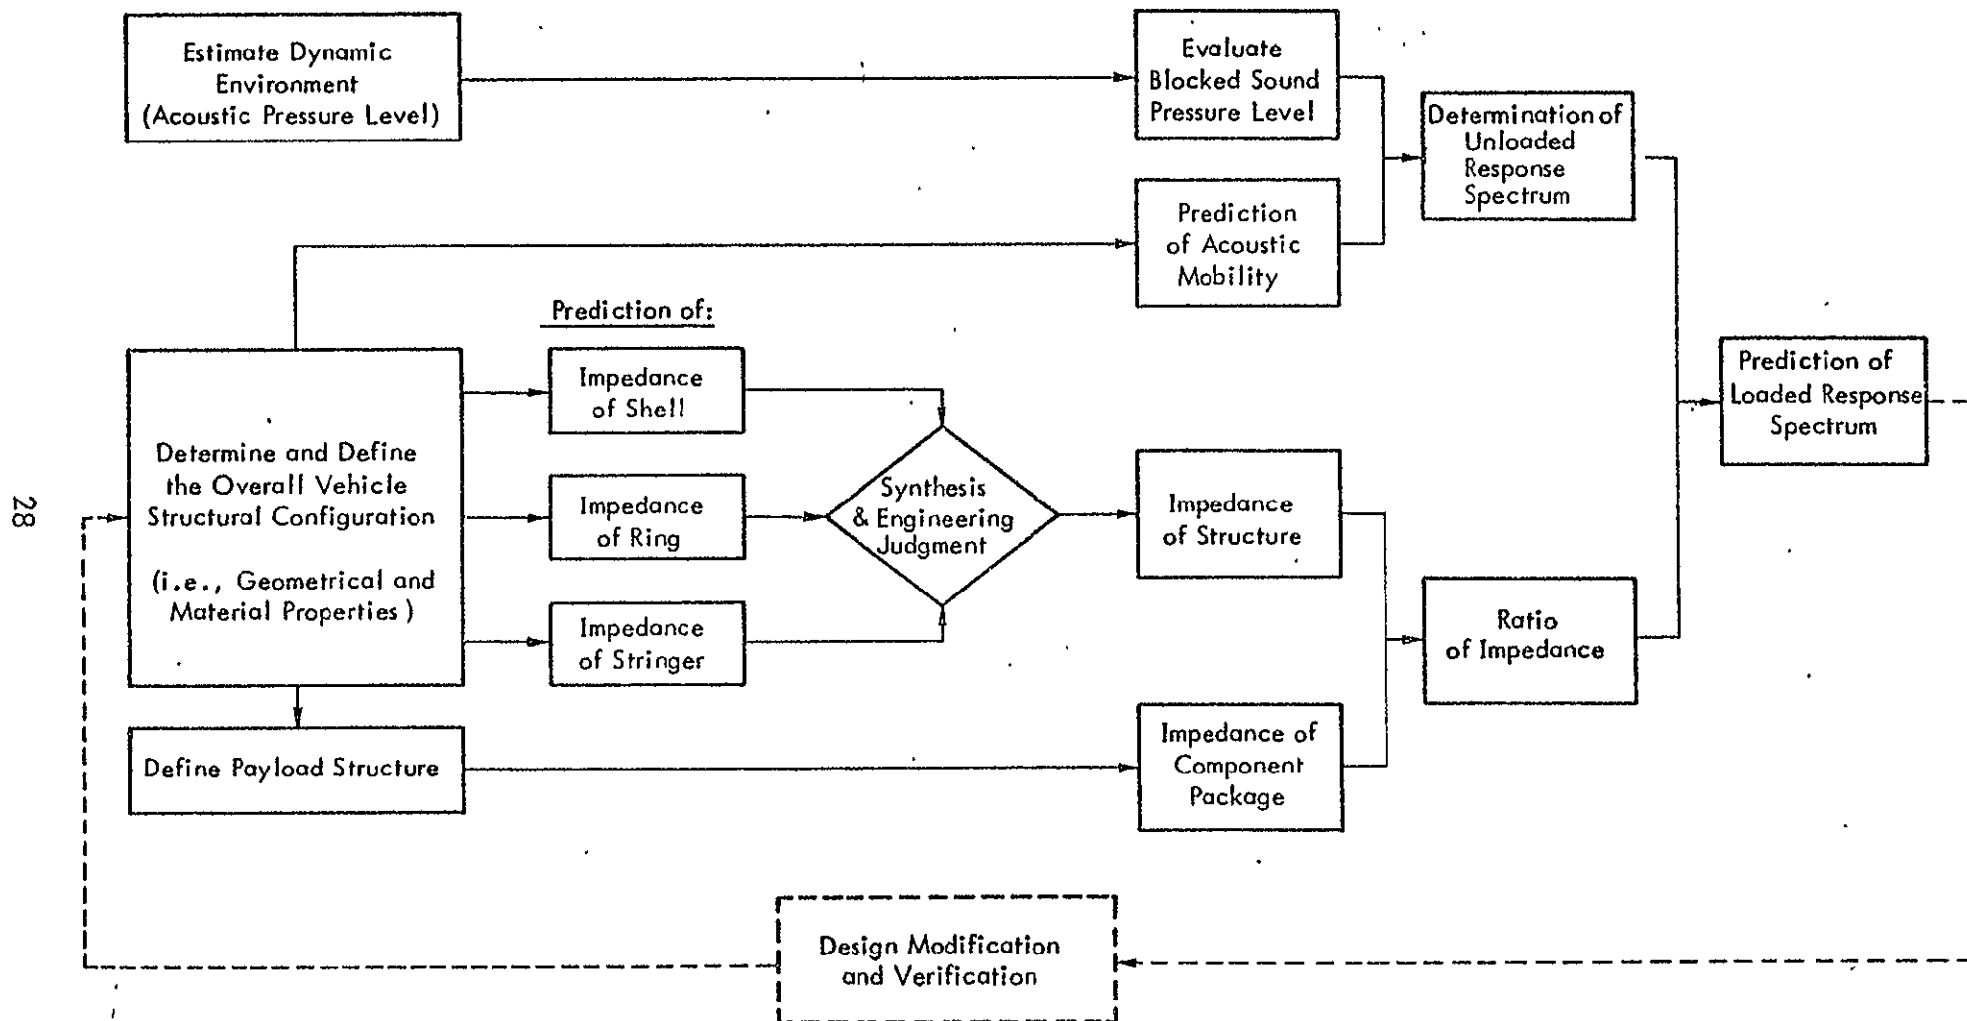 Estimate Dynamic
Environment
(Acoustic Pressure Level)
Evaluate
Blocked Sound
Pressure Level
Determination of
Unloaded
Response
Spectrum
Prediction
of Acoustic
Mobility
Prediction of:
Impedance
of Shell
Prediction of
Loaded Response
Spectrum
Determine and Define
the Overall Vehicle
Structural Configuration
(i.e., Geometrical and
Material Properties)
Impedance
of Ring
Synthesis
& Engineering
Judgment
Impedance
of Structure
Impedance
of Stringer
Ratio
of Impedance
Define Payload Structure
Impedance of
Component
Package
Design Modification
and Verification
28